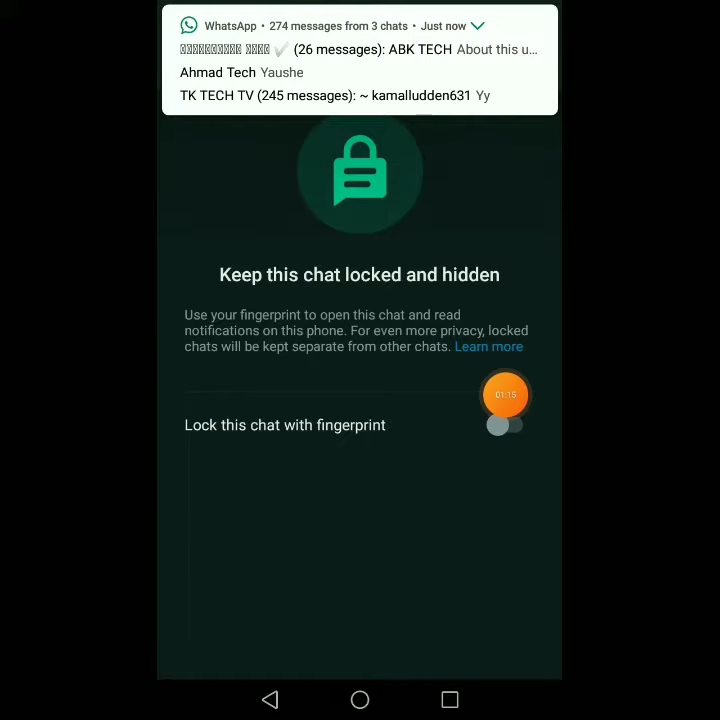 WhatsApp • 274 messages from 3 chats • Just now
(26 messages): ABK TECH About this u...
Ahmad Tech Yaushe
TK TECH TV (245 messages): ~ kamalludden631 Yy
Keep this chat locked and hidden
Use your fingerprint to open this chat and read
notifications on this phone. For even more privacy, locked
chats will be kept separate from other chats. Learn more
01:15
Lock this chat with fingerprint